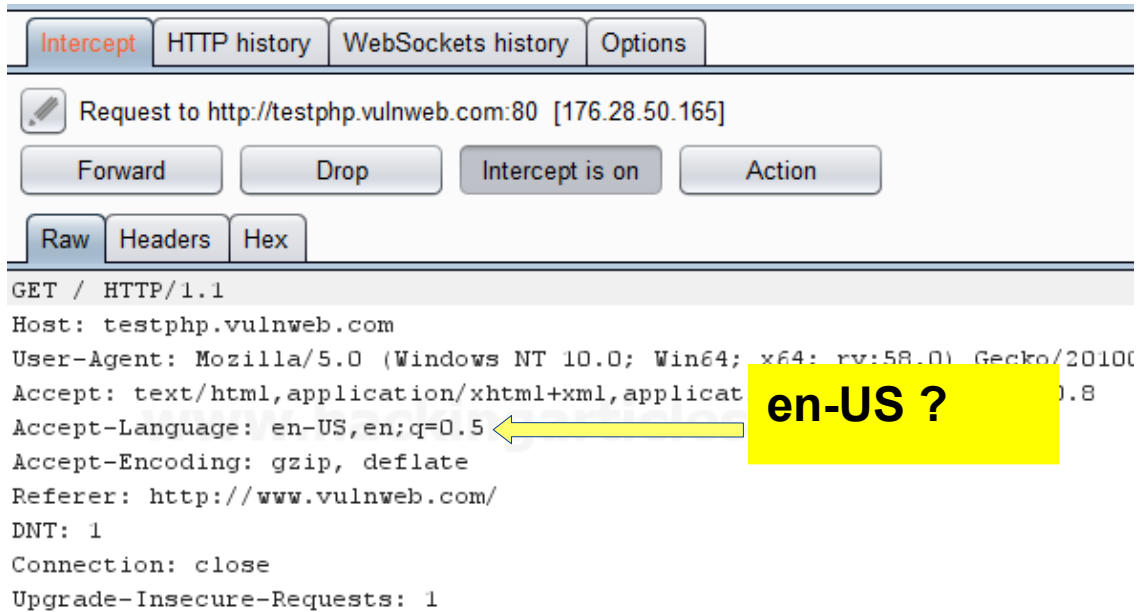 Intercept HTTP history WebSockets history Options
Request to http://testphp.vulnweb.com:80 [176.28.50.165]
Forward Drop Intercept is on Action
Raw Headers Hex
GET / HTTP/1.1
Host: testphp.vulnweb.com
User-Agent: Mozilla/5.0 (Windows NT 10.0; Win64; x64; rv:58.0) Gecko/20100
Accept: text/html,application/xhtml+xml,applicat .8
en-US ?
Accept-Language: en-US,en;q=0.5
Accept-Encoding: gzip, deflate
Referer: http://www.vulnweb.com/
DNT: 1
Connection: close
Upgrade-Insecure-Requests: 1